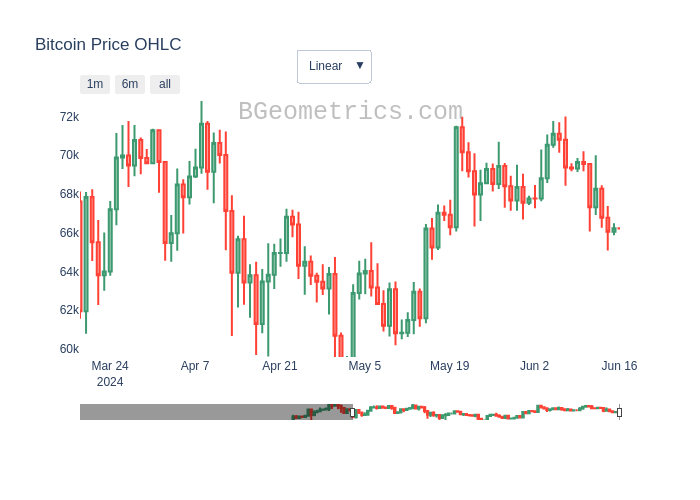 Bitcoin Price OHLC
Linear ▼
1m 6m all
BGeometrics.com
72k
70k
68k
66k
64k
62k
60k
Mar 24 Apr 7 Apr 21 May 5 May 19 Jun 2 Jun 16
2024